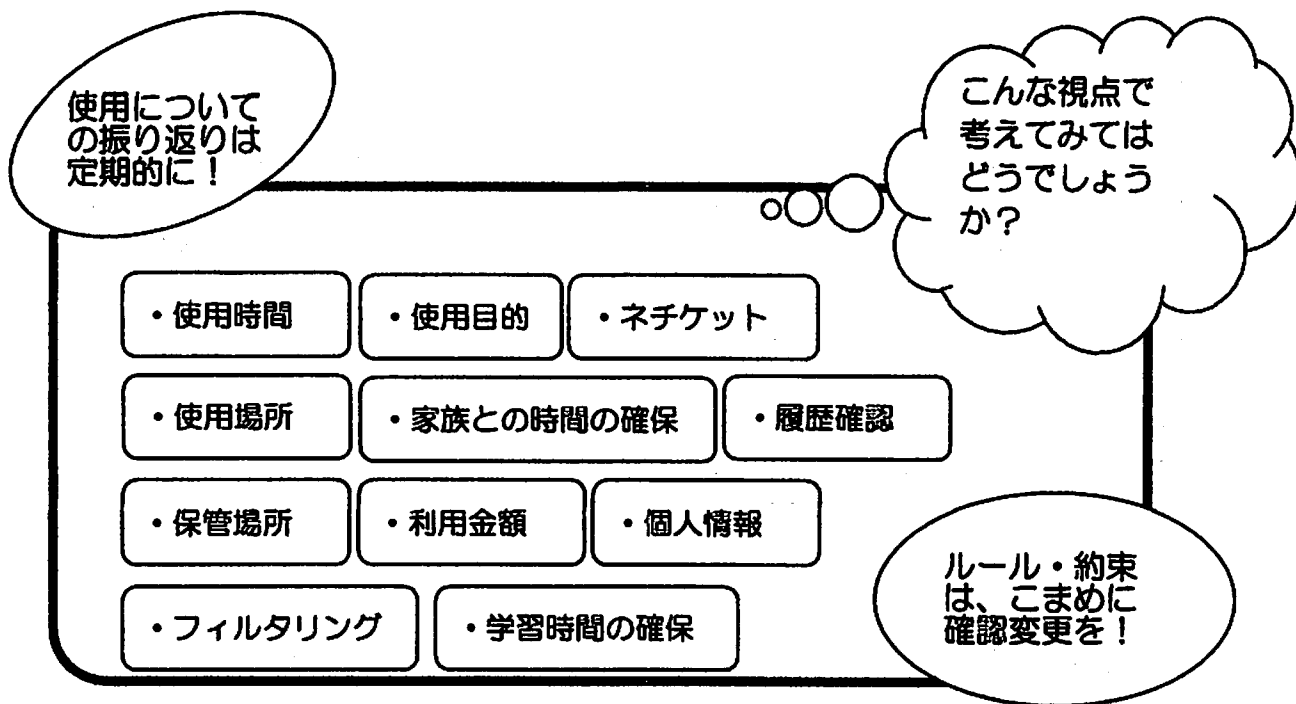 使用について
の振り返りは
定期的に！
こんな視点で
考えてみては
どうでしょう
か？
・使用時間
・使用目的
・ネチケット
・使用場所
・家族との時間の確保
・履歴確認
・保管場所
・利用金額
・個人情報
・フィルタリング
・学習時間の確保
ルール・約束
は、こまめに
確認変更を！